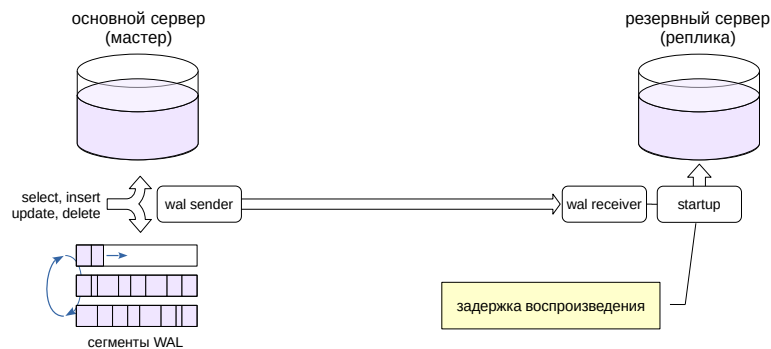 основной сервер
(мастер)
резервный сервер
(реплика)
select, insert
update, delete
wal sender
wal receiver
startup
задержка воспроизведения
сегменты WAL